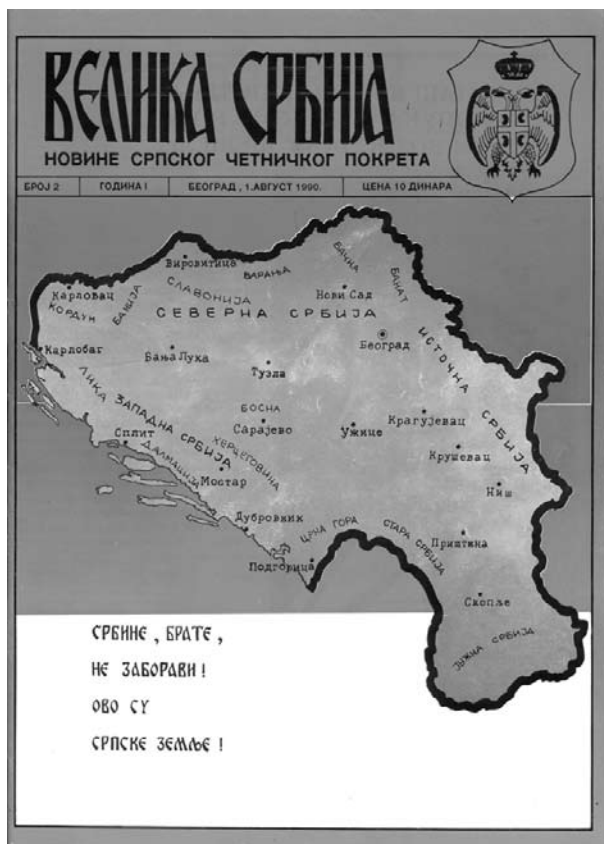 ВЕЛИКА СРБИЈА
НОВИНЕ СРПСКОГ ЧЕТНИЧКОГ ПОКРЕТА
БРОЈ 2 ГОДИНА I БЕОГРАД , 1. АВГУСТ 1990. ЦЕНА 10 ДИНАРА
Вировитица
БАРАЊА
БАЧКА
БАНАТ
Карловац
КОРДУН
БАНИЈА
СЛАВОНИЈА
Нови Сад
СЕВЕРНА СРБИЈА
Београд
ИСТОЧНА СРБИЈА
Карлобаг
Бања Лука
Тузла
ЛИКА
ЗАПАДНА СРБИЈА
БОСНА
Сарајево
Ужице
Крагујевац
Крушевац
Сплит
ДАЛМАЦИЈА
ХЕРЦЕГОВИНА
Мостар
Ниш
Дубровник
ЦРНА ГОРА
СТАРА СРБИЈА
Приштина
Подгорица
Скопље
ЈУЖНА СРБИЈА
СРБИНЕ , БРАТЕ ,
НЕ ЗАБОРАВИ !
ОВО СУ
СРПСКЕ ЗЕМЉЕ !